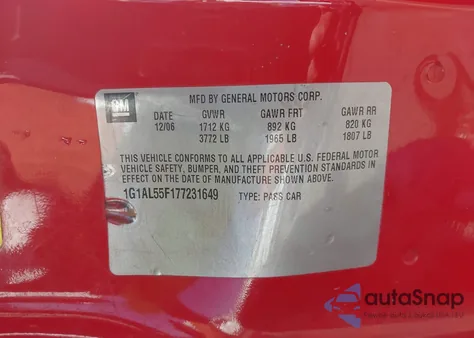 GM
MFD BY GENERAL MOTORS CORP.
DATE GVWR GAWR FRT GAWR RR
12/06 1712 KG 892 KG 820 KG
3772 LB 1965 LB 1807 LB
THIS VEHICLE CONFORMS TO ALL APPLICABLE U.S. FEDERAL MOTOR
VEHICLE SAFETY, BUMPER, AND THEFT PREVENTION STANDARDS IN
EFFECT ON THE DATE OF MANUFACTURE SHOWN ABOVE.
1G1AL55F177231649 TYPE: PASS CAR
autoSnap